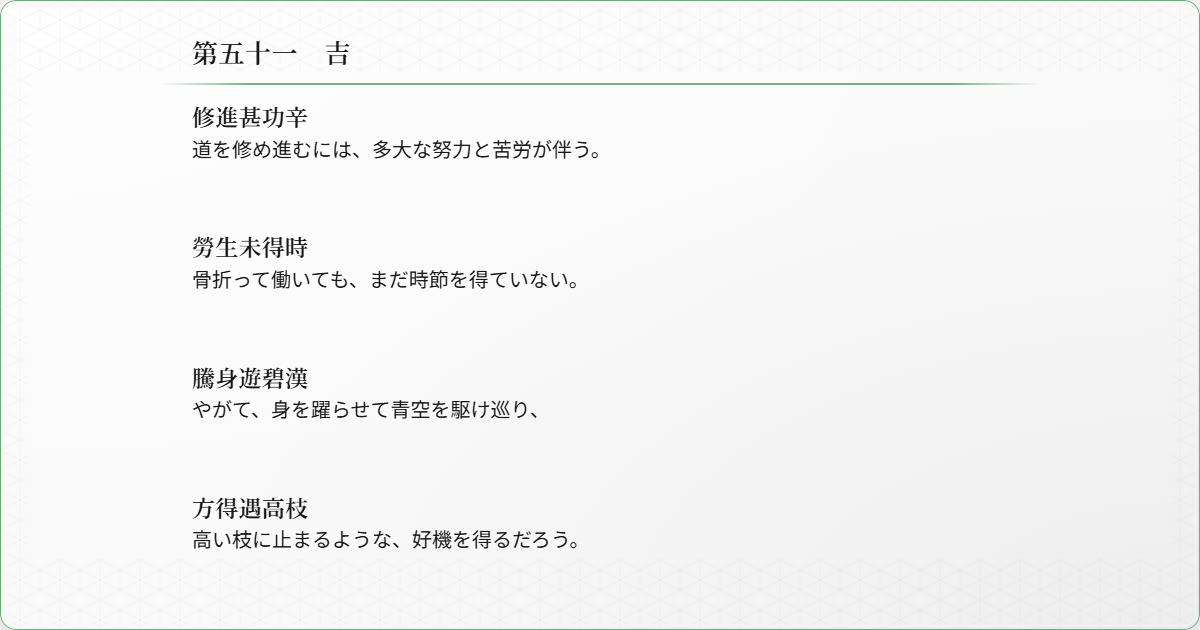 第五十一　吉
修進甚功辛
道を修め進むには、多大な努力と苦労が伴う。
勞生未得時
骨折って働いても、まだ時節を得ていない。
騰身遊碧漢
やがて、身を躍らせて青空を駆け巡り、
方得遇高枝
高い枝に止まるような、好機を得るだろう。